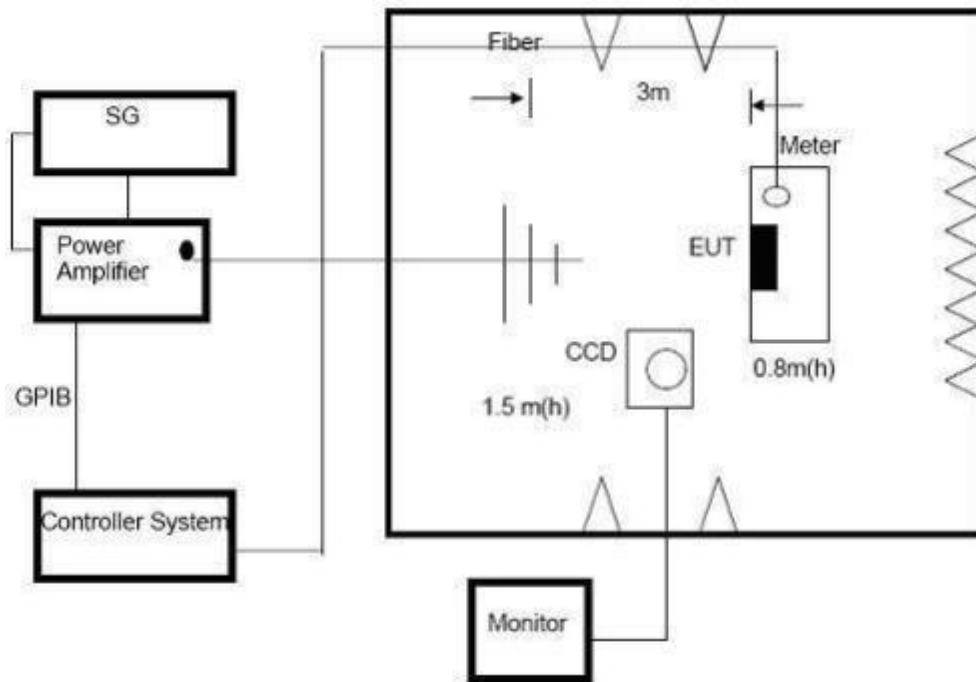 SG
Fiber
3m
Meter
Power
Amplifier
EUT
CCD
0.8m(h)
GPIB
1.5 m(h)
Controller System
Monitor